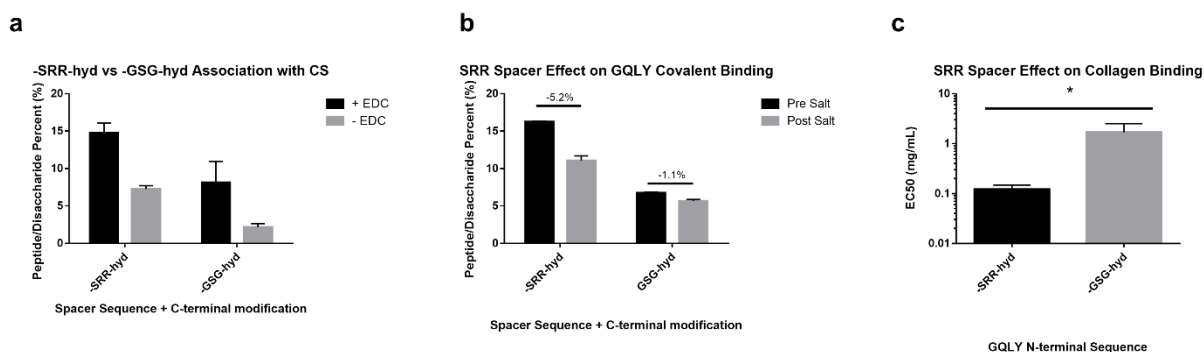 a
-SRR-hyd vs -GSG-hyd Association with CS
Peptide/Disaccharide Percent (%)
20
15
10
5
0
+ EDC
- EDC
-SRR-hyd
-GSG-hyd
Spacer Sequence + C-terminal modification
b
SRR Spacer Effect on GQLY Covalent Binding
Peptide/Disaccharide Percent (%)
20
15
10
5
0
-5.2%
-1.1%
Pre Salt
Post Salt
-SRR-hyd
GSG-hyd
Spacer Sequence + C-terminal modification
c
SRR Spacer Effect on Collagen Binding
EC50 (mg/mL)
10
1
0.1
0.01
*
-SRR-hyd
-GSG-hyd
GQLY N-terminal Sequence